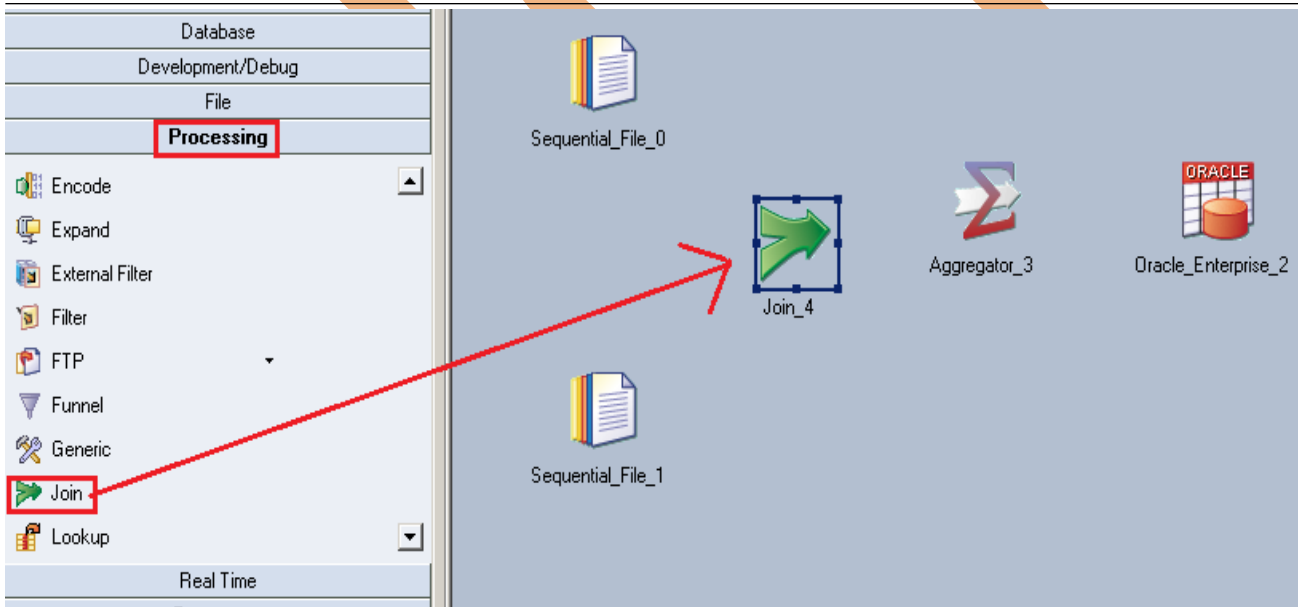 Database
Development/Debug
File
Processing
Encode
Expand
External Filter
Filter
FTP
Funnel
Generic
Join
Lookup
Real Time
Sequential_File_0
ORACLE
Join_4
Aggregator_3
Oracle_Enterprise_2
Sequential_File_1